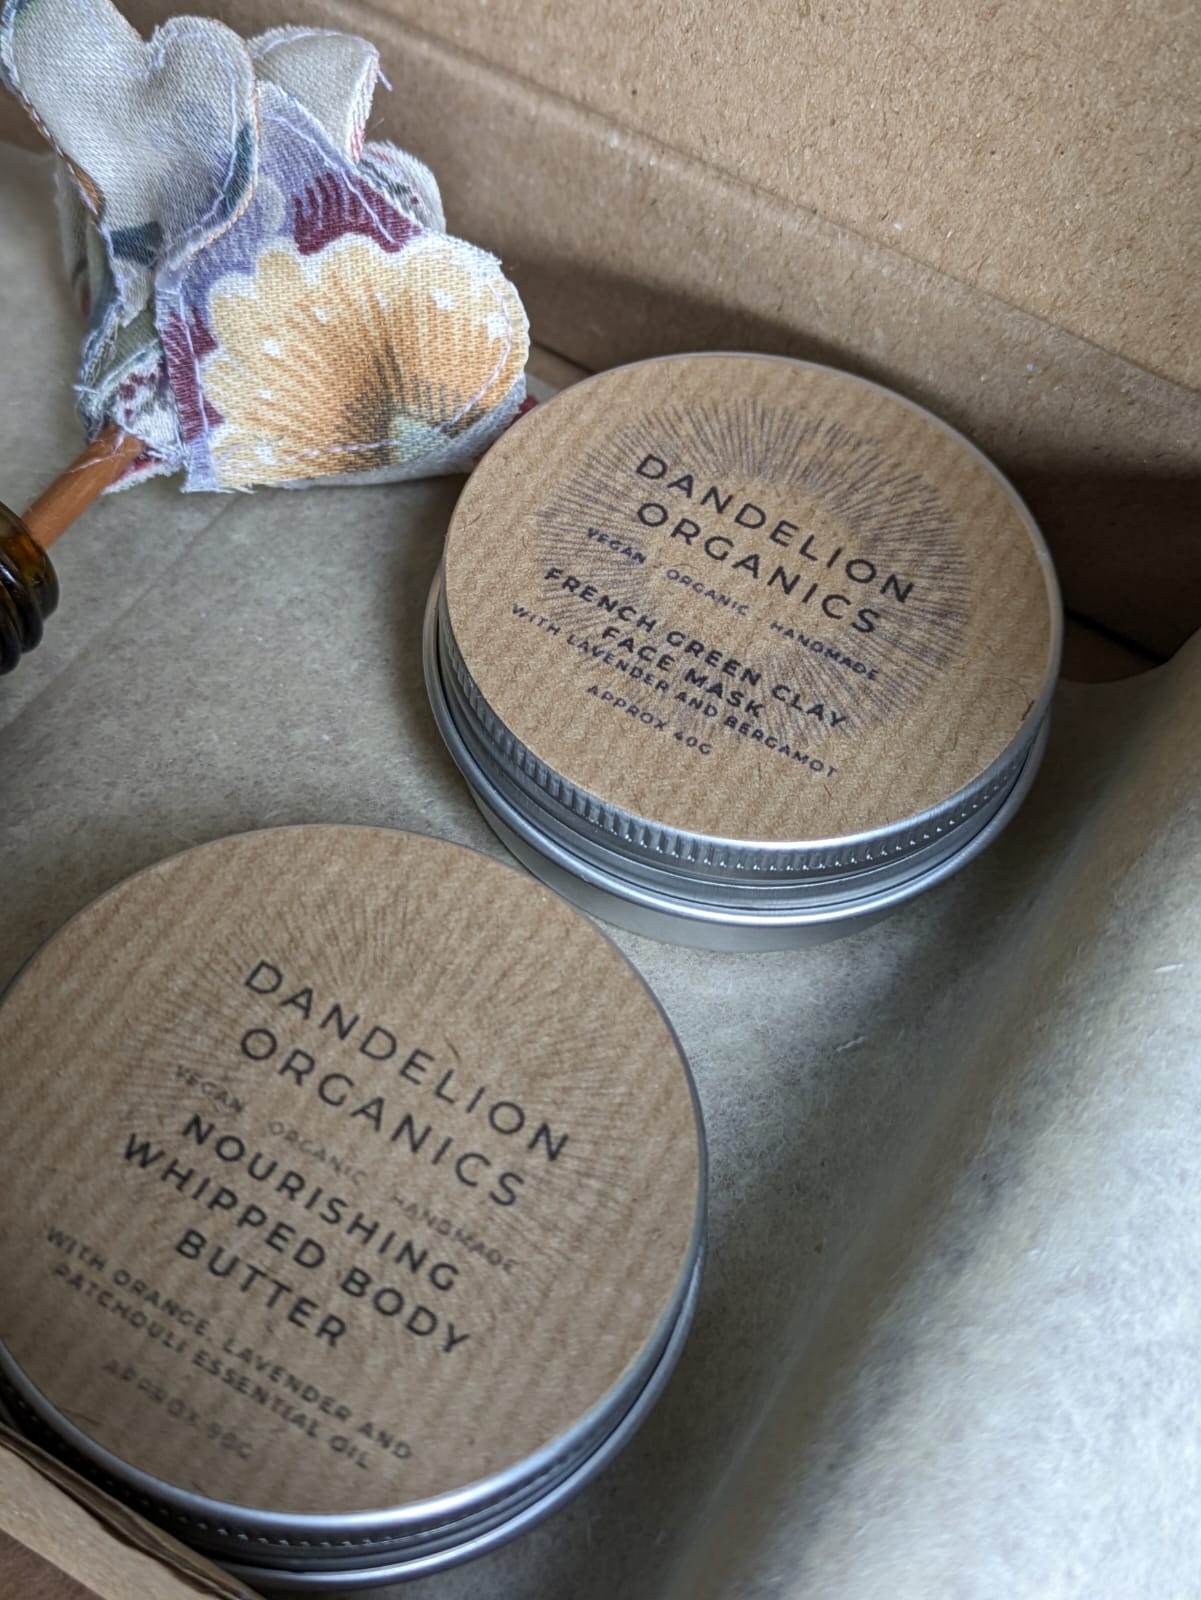 DANDELION
ORGANICS
VEGAN ORGANIC HANDMADE
FRENCH GREEN CLAY
FACE MASK
WITH LAVENDER AND BERGAMOT
APPROX 40G
DANDELION
ORGANICS
VEGAN ORGANIC HANDMADE
NOURISHING
WHIPPED BODY
BUTTER
WITH ORANGE, LAVENDER AND
PATCHOULI ESSENTIAL OIL
APPROX